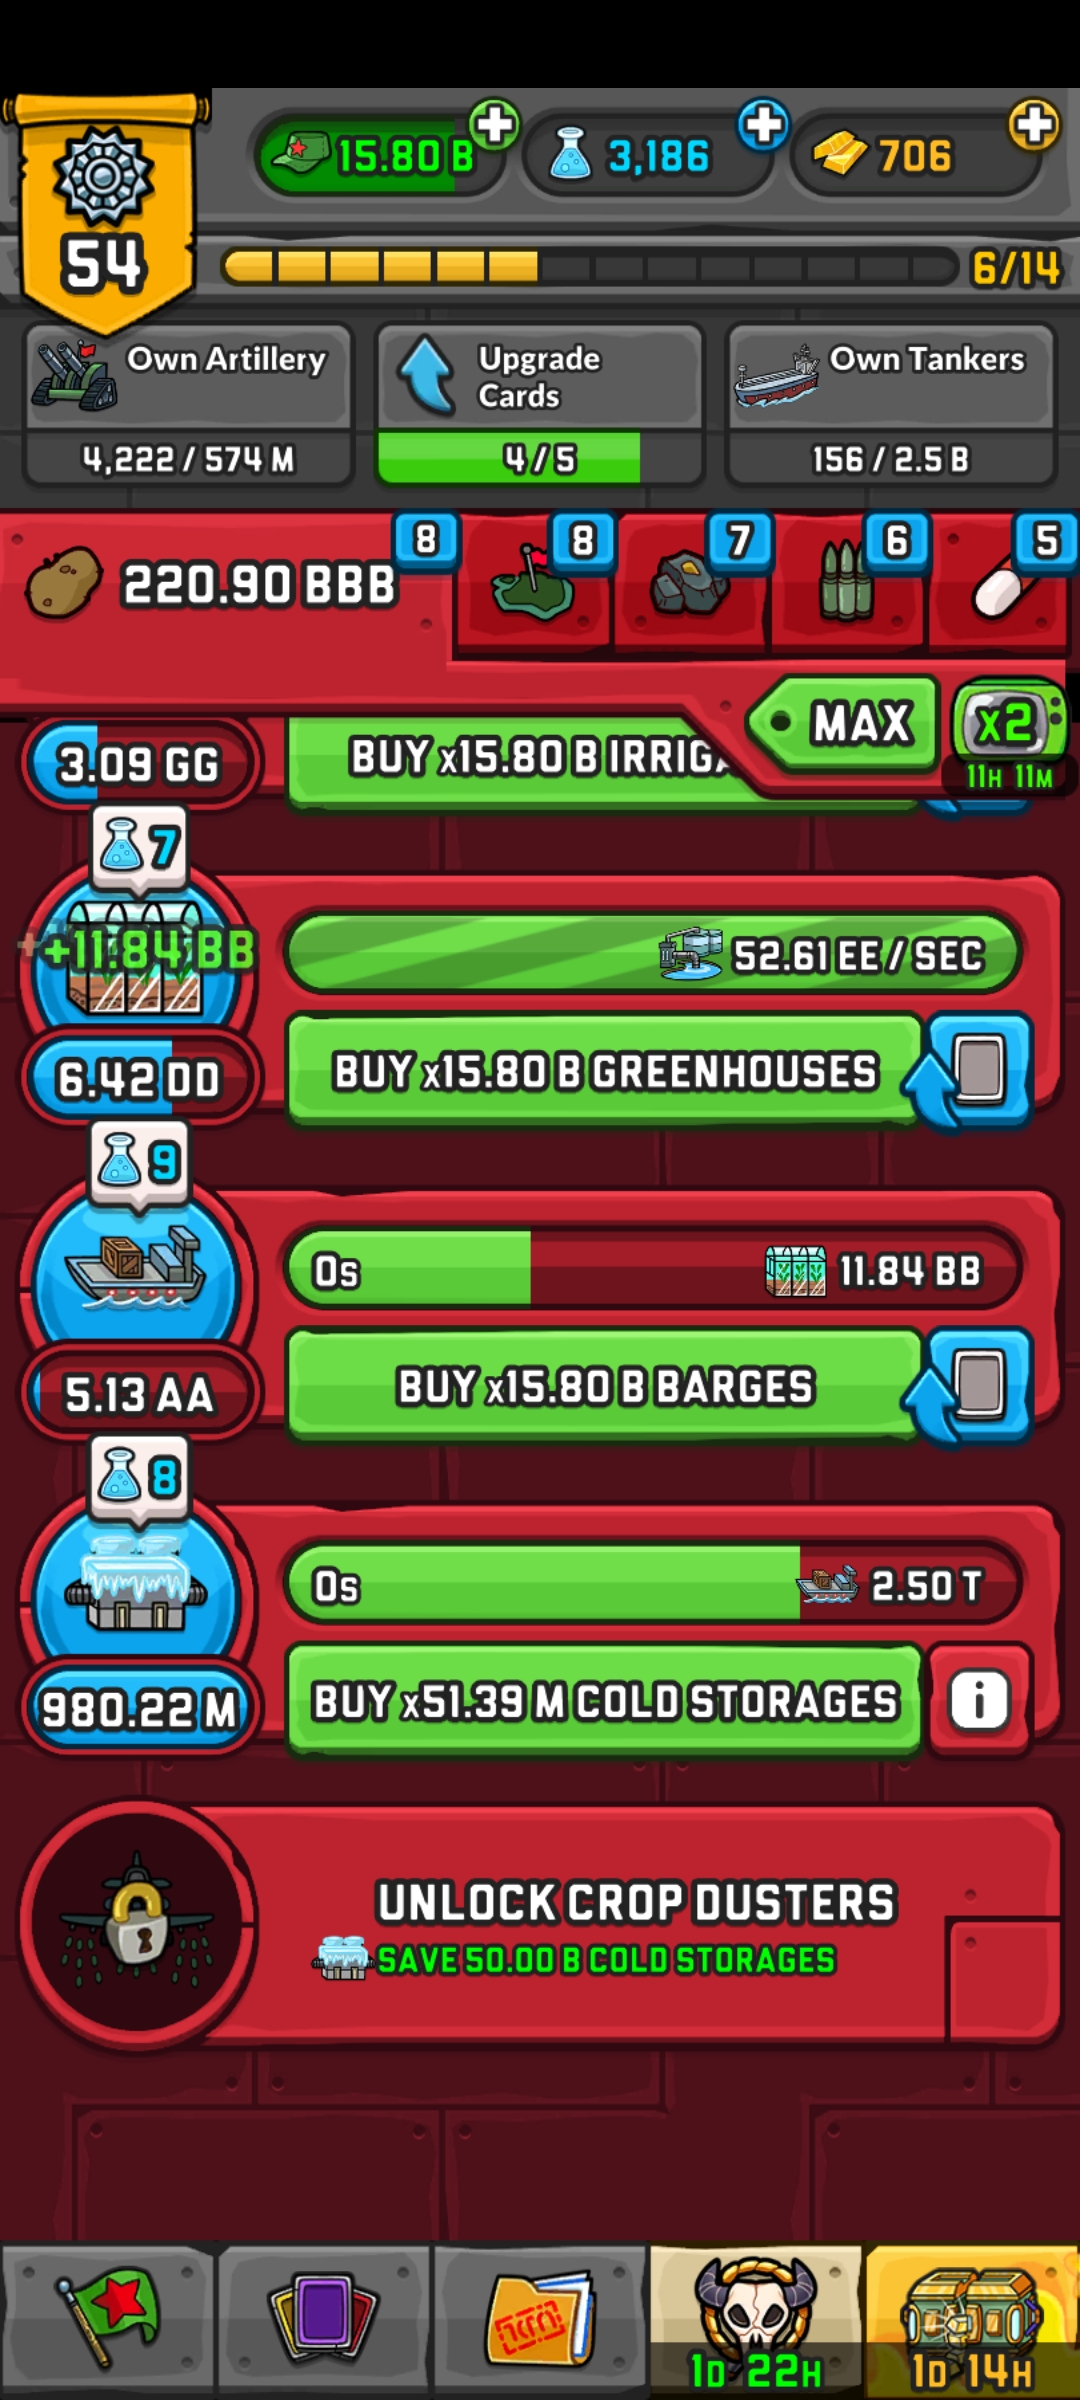 15.80 B
3,186
706
54
6/14
Own Artillery
4,222 / 574 M
Upgrade
Cards
4 / 5
Own Tankers
156 / 2.5 B
220.90 BBB
8
8
7
6
5
MAX
x2
11H 11M
3.09 GG
BUY x15.80 B IRRIGA
7
+11.84 BB
52.61 EE / SEC
6.42 DD
BUY x15.80 B GREENHOUSES
9
0s
11.84 BB
5.13 AA
BUY x15.80 B BARGES
8
0s
2.50 T
980.22 M
BUY x51.39 M COLD STORAGES
i
UNLOCK CROP DUSTERS
SAVE 50.00 B COLD STORAGES
1D 22H
1D 14H